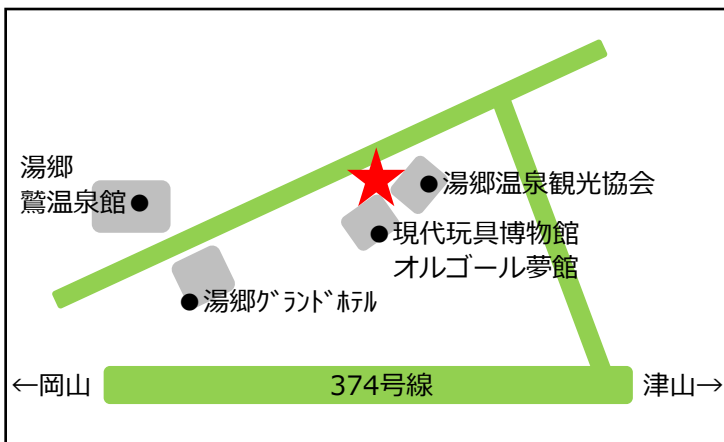 湯郷
鷺温泉館
湯郷温泉観光協会
現代玩具博物館
オルゴール夢館
湯郷ｸﾞﾗﾝﾄﾞﾎﾃﾙ
←岡山
374号線
津山→